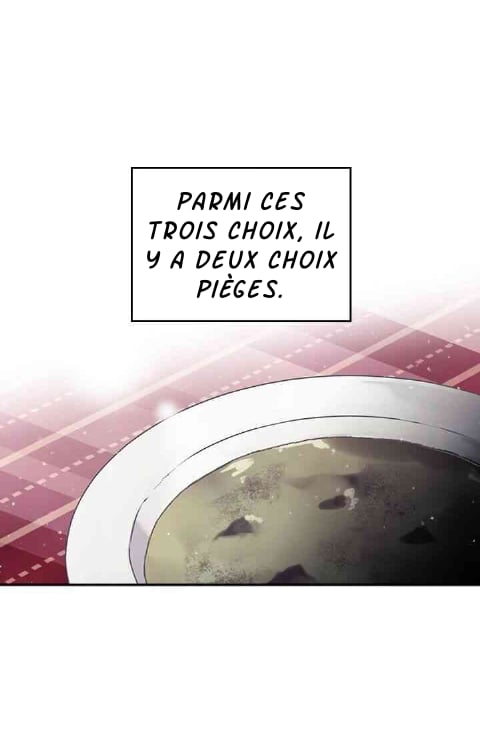 PARMI CES
TROIS CHOIX, IL
Y A DEUX CHOIX
PIÈGES.